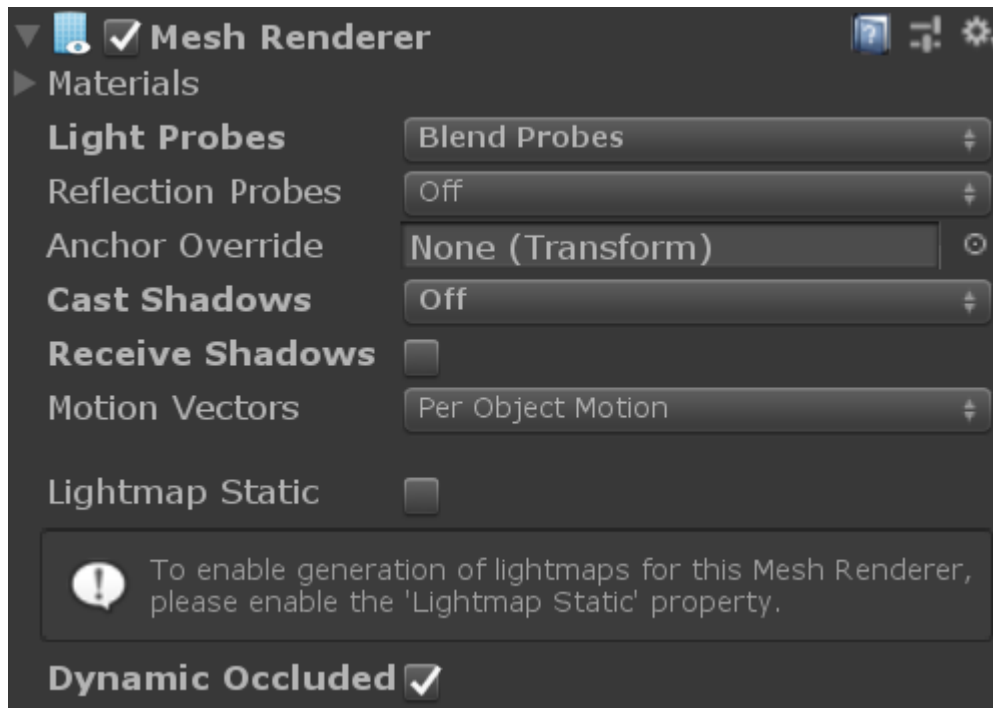 Mesh Renderer
Materials
Light Probes Blend Probes
Reflection Probes Off
Anchor Override None (Transform)
Cast Shadows Off
Receive Shadows
Motion Vectors Per Object Motion
Lightmap Static
To enable generation of lightmaps for this Mesh Renderer,
please enable the 'Lightmap Static' property.
Dynamic Occluded